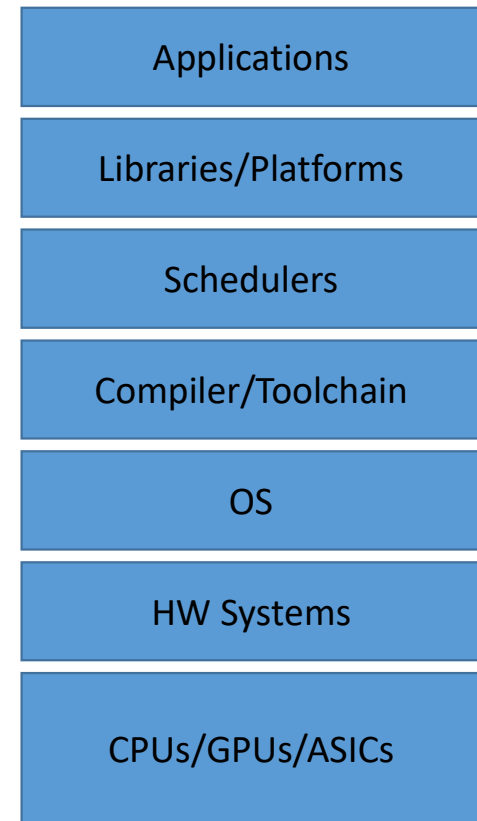 Applications
Libraries/Platforms
Schedulers
Compiler/Toolchain
OS
HW Systems
CPUs/GPUs/ASICs